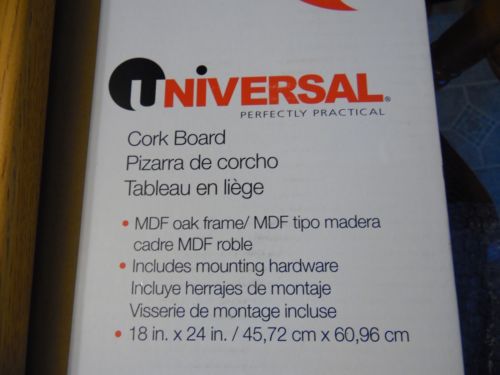 UNiVERSAL®
PERFECTLY PRACTICAL
Cork Board
Pizarra de corcho
Tableau en liège
• MDF oak frame/ MDF tipo madera
cadre MDF roble
• Includes mounting hardware
Incluye herrajes de montaje
Visserie de montage incluse
• 18 in. x 24 in. / 45,72 cm x 60,96 cm